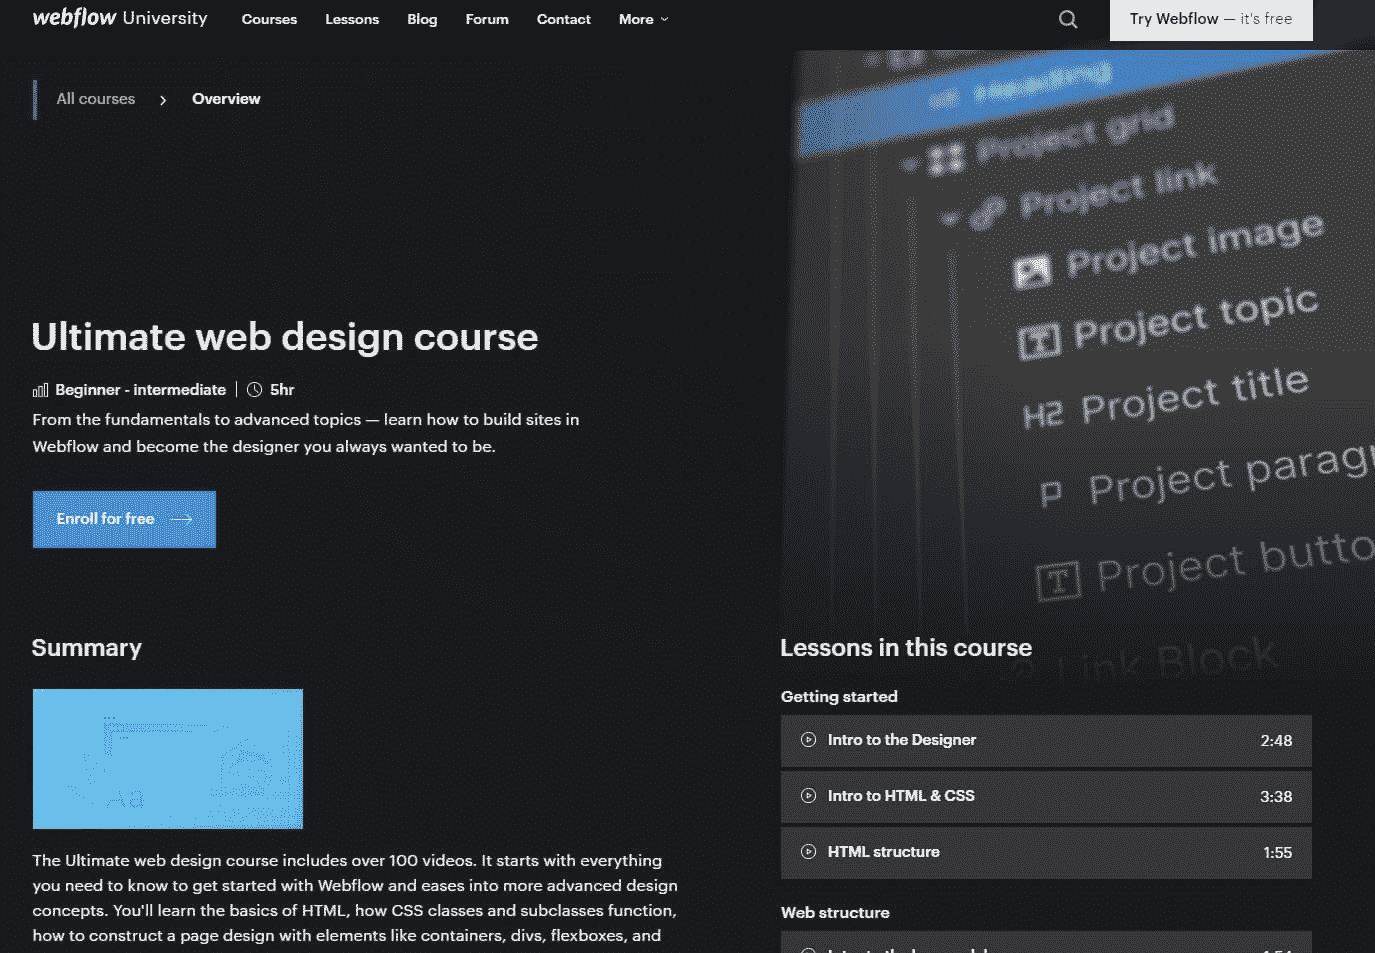 webflow University
Courses
Lessons
Blog
Forum
Contact
More
Try Webflow — it's free
All courses
Overview
Heading
Project grid
Project link
Project image
Project topic
H2 Project title
P Project paragr
Project butto
Link Block
Ultimate web design course
Beginner - intermediate
5hr
From the fundamentals to advanced topics — learn how to build sites in
Webflow and become the designer you always wanted to be.
Enroll for free
Summary
Aa
The Ultimate web design course includes over 100 videos. It starts with everything
you need to know to get started with Webflow and eases into more advanced design
concepts. You'll learn the basics of HTML, how CSS classes and subclasses function,
how to construct a page design with elements like containers, divs, flexboxes, and
Lessons in this course
Getting started
Intro to the Designer 2:48
Intro to HTML & CSS 3:38
HTML structure 1:55
Web structure